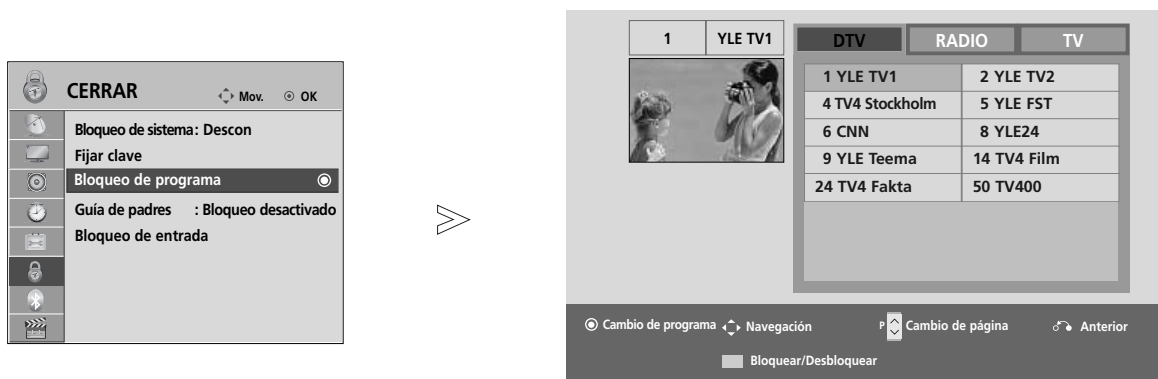 CERRAR Mov. OK
Bloqueo de sistema : Descon
Fijar clave
Bloqueo de programa
Guía de padres : Bloqueo desactivado
Bloqueo de entrada
1 YLE TV1
DTV RADIO TV
1 YLE TV1 2 YLE TV2
4 TV4 Stockholm 5 YLE FST
6 CNN 8 YLE24
9 YLE Teema 14 TV4 Film
24 TV4 Fakta 50 TV400
Cambio de programa Navegación P Cambio de página Anterior
Bloquear/Desbloquear